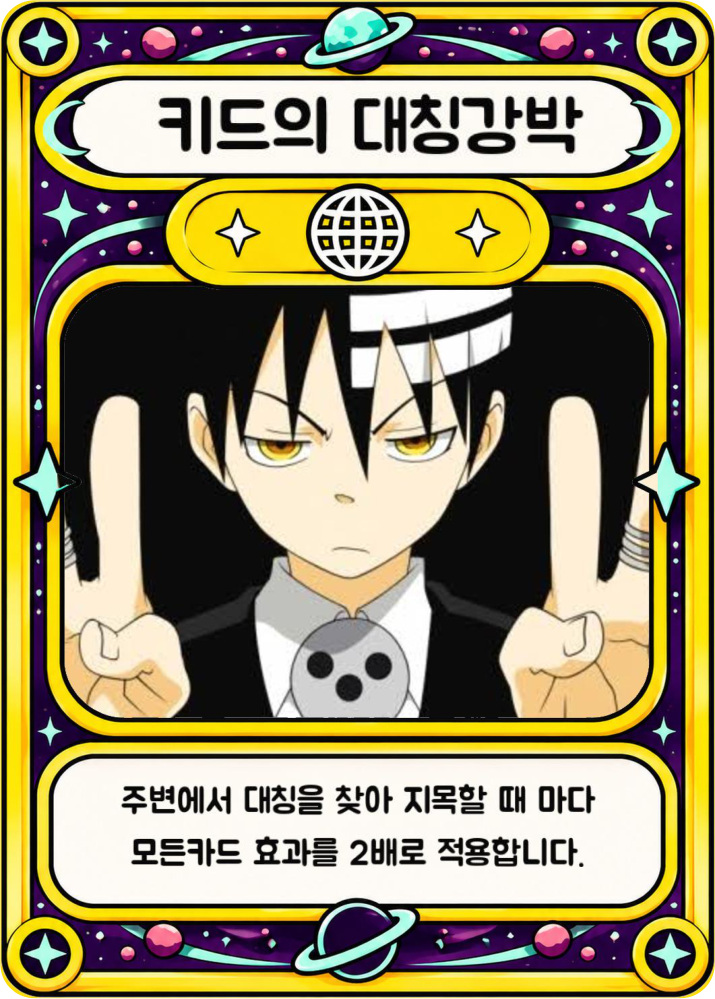 키드의 대칭강박
주변에서 대칭을 찾아 지목할 때 마다
모든카드 효과를 2배로 적용합니다.